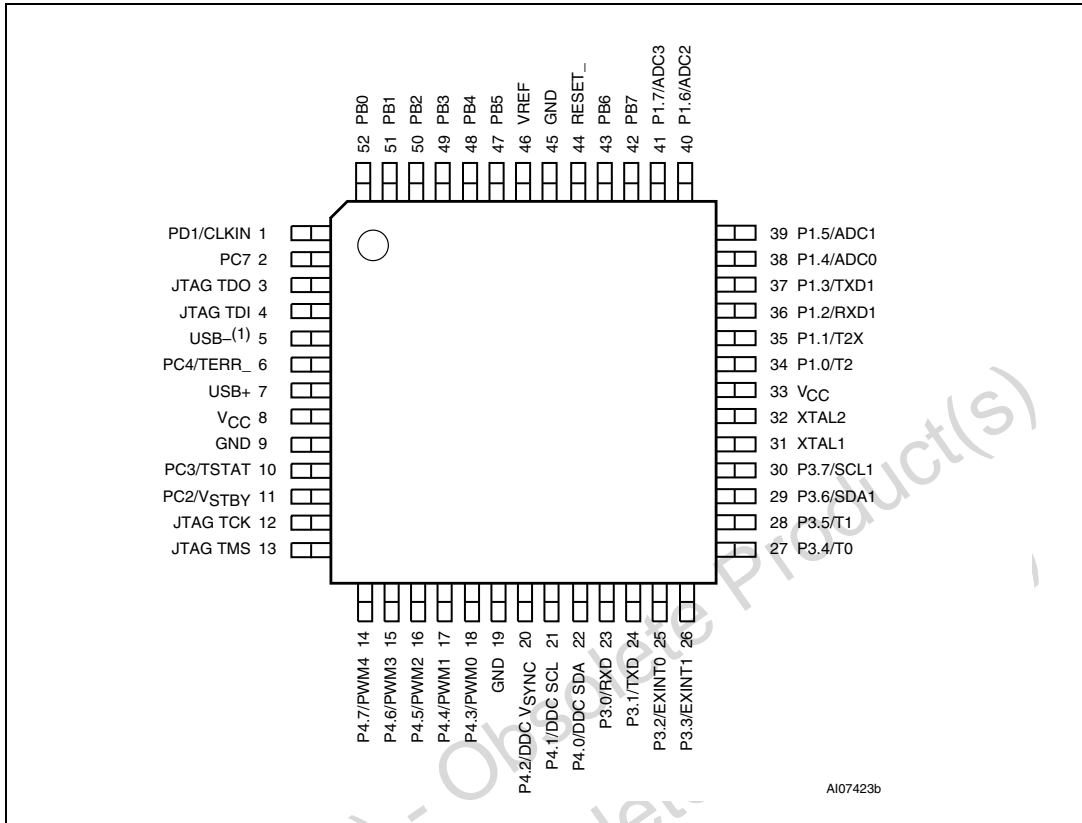 52 PB0
51 PB1
50 PB2
49 PB3
48 PB4
47 PB5
46 VREF
45 GND
44 RESET_
43 PB6
42 PB7
41 P1.7/ADC3
40 P1.6/ADC2
PD1/CLKIN 1
PC7 2
JTAG TDO 3
JTAG TDI 4
USB–(1) 5
PC4/TERR_ 6
USB+ 7
VCC 8
GND 9
PC3/TSTAT 10
PC2/VSTBY 11
JTAG TCK 12
JTAG TMS 13
39 P1.5/ADC1
38 P1.4/ADC0
37 P1.3/TXD1
36 P1.2/RXD1
35 P1.1/T2X
34 P1.0/T2
33 VCC
32 XTAL2
31 XTAL1
30 P3.7/SCL1
29 P3.6/SDA1
28 P3.5/T1
27 P3.4/T0
P4.7/PWM4 14
P4.6/PWM3 15
P4.5/PWM2 16
P4.4/PWM1 17
P4.3/PWM0 18
GND 19
P4.2/DDC VSYNC 20
P4.1/DDC SCL 21
P4.0/DDC SDA 22
P3.0/RXD 23
P3.1/TXD 24
P3.2/EXINT0 25
P3.3/EXINT1 26
) - Obsolete Product(s)
AI07423b